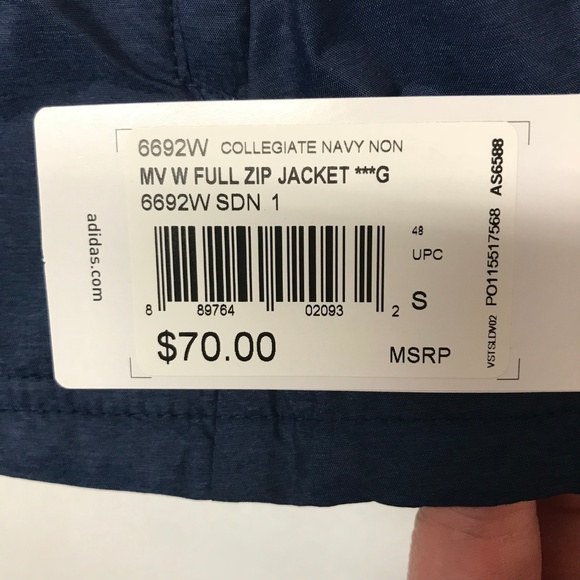 6692W COLLEGIATE NAVY NON
MV W FULL ZIP JACKET ***G
6692W SDN 1
48
UPC
S
8 89764 02093 2
$70.00 MSRP
adidas.com
VSTSLDV02 PO115517568 AS6588